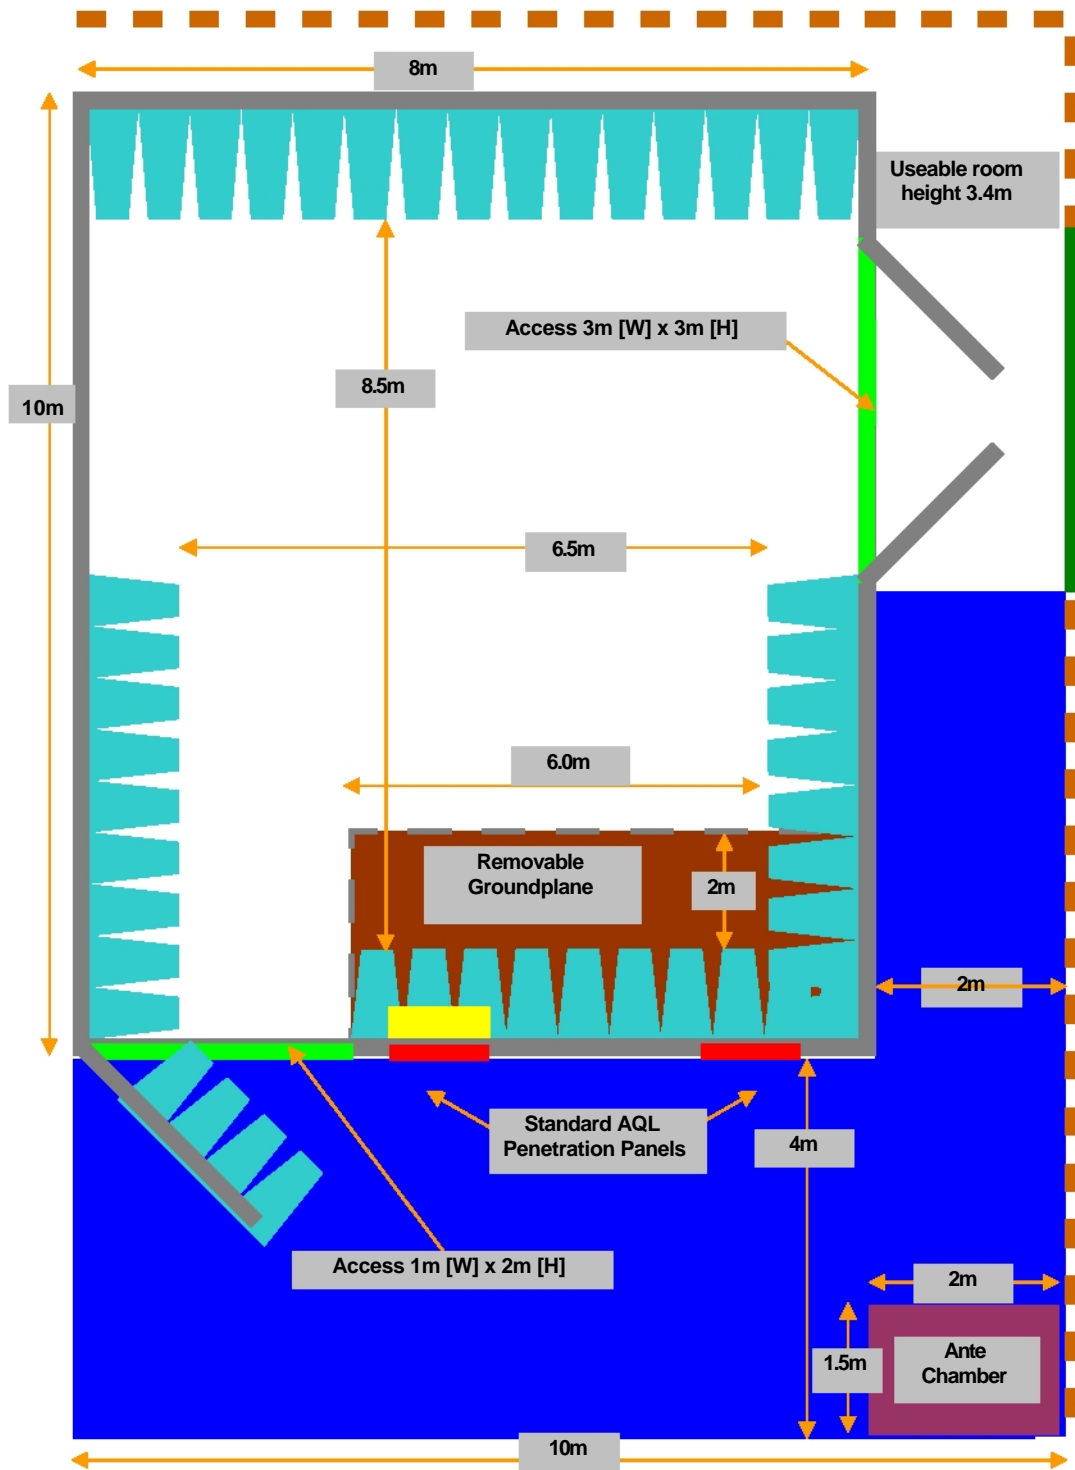 8m
Useable room
height 3.4m
Access 3m [W] x 3m [H]
8.5m
10m
6.5m
6.0m
Removable
Groundplane
2m
2m
Standard AQL
Penetration Panels
4m
Access 1m [W] x 2m [H]
2m
1.5m
Ante
Chamber
10m